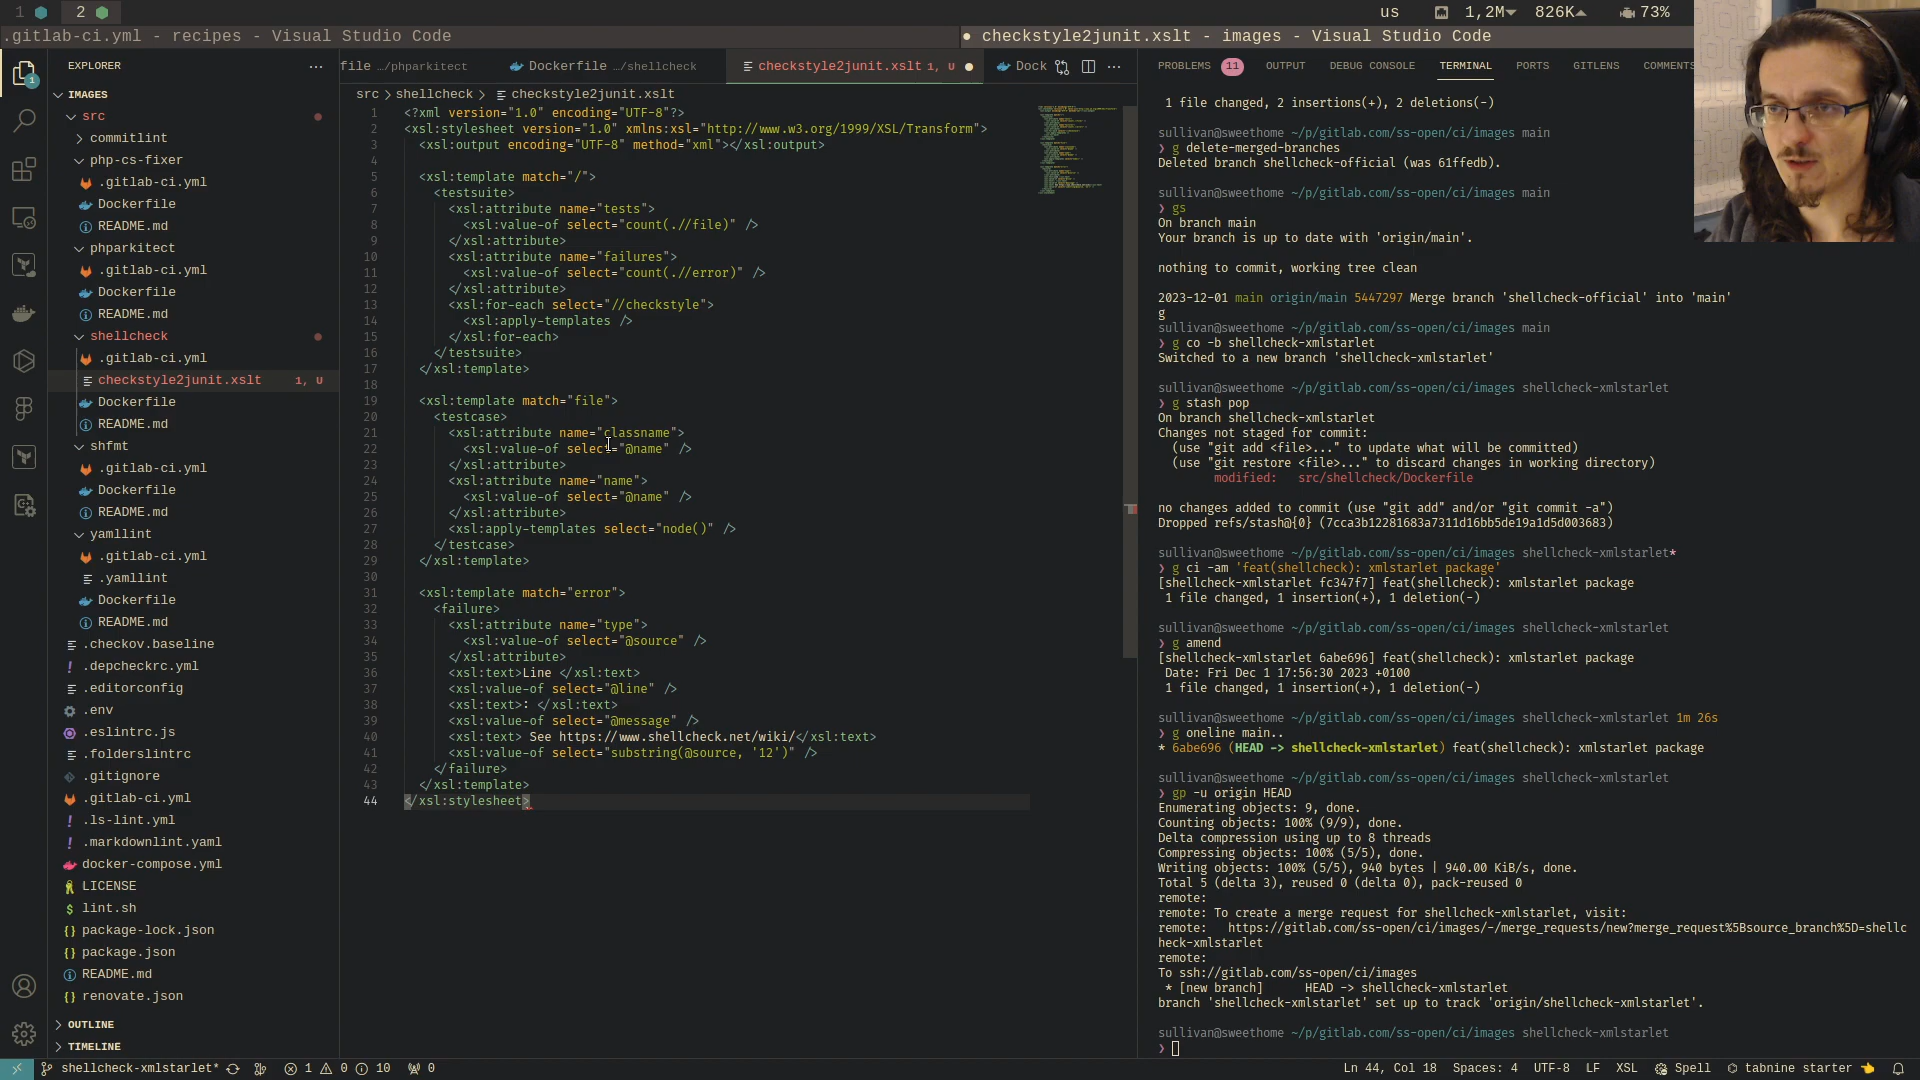 1
2
us
1,2M
826K
73%
.gitlab-ci.yml - recipes - Visual Studio Code
checkstyle2junit.xslt - images - Visual Studio Code
EXPLORER
IMAGES
src
commitlint
php-cs-fixer
.gitlab-ci.yml
Dockerfile
README.md
phparkitect
.gitlab-ci.yml
Dockerfile
README.md
shellcheck
.gitlab-ci.yml
checkstyle2junit.xslt 1, U
Dockerfile
README.md
shfmt
.gitlab-ci.yml
Dockerfile
README.md
yamllint
.gitlab-ci.yml
.yamllint
Dockerfile
README.md
.checkov.baseline
.depcheckrc.yml
.editorconfig
.env
.eslintrc.js
.folderslintrc
.gitignore
.gitlab-ci.yml
.ls-lint.yml
.markdownlint.yaml
docker-compose.yml
LICENSE
lint.sh
package-lock.json
package.json
README.md
renovate.json
OUTLINE
TIMELINE
file .../phparkitect
Dockerfile .../shellcheck
checkstyle2junit.xslt 1, U
Dock
src > shellcheck > checkstyle2junit.xslt
1 <?xml version="1.0" encoding="UTF-8"?>
2 <xsl:stylesheet version="1.0" xmlns:xsl="http://www.w3.org/1999/XSL/Transform">
3 <xsl:output encoding="UTF-8" method="xml"></xsl:output>
4
5 <xsl:template match="/">
6 <testsuite>
7 <xsl:attribute name="tests">
8 <xsl:value-of select="count(.//file)" />
9 </xsl:attribute>
10 <xsl:attribute name="failures">
11 <xsl:value-of select="count(.//error)" />
12 </xsl:attribute>
13 <xsl:for-each select="//checkstyle">
14 <xsl:apply-templates />
15 </xsl:for-each>
16 </testsuite>
17 </xsl:template>
18
19 <xsl:template match="file">
20 <testcase>
21 <xsl:attribute name="classname">
22 <xsl:value-of select="@name" />
23 </xsl:attribute>
24 <xsl:attribute name="name">
25 <xsl:value-of select="@name" />
26 </xsl:attribute>
27 <xsl:apply-templates select="node()" />
28 </testcase>
29 </xsl:template>
30
31 <xsl:template match="error">
32 <failure>
33 <xsl:attribute name="type">
34 <xsl:value-of select="@source" />
35 </xsl:attribute>
36 <xsl:text>Line </xsl:text>
37 <xsl:value-of select="@line" />
38 <xsl:text>: </xsl:text>
39 <xsl:value-of select="@message" />
40 <xsl:text> See https://www.shellcheck.net/wiki/</xsl:text>
41 <xsl:value-of select="substring(@source, '12')" />
42 </failure>
43 </xsl:template>
44 </xsl:stylesheet>
PROBLEMS 11 OUTPUT DEBUG CONSOLE TERMINAL PORTS GITLENS COMMENTS
1 file changed, 2 insertions(+), 2 deletions(-)
sullivan@sweethome ~/p/gitlab.com/ss-open/ci/images main
❯ g delete-merged-branches
Deleted branch shellcheck-official (was 61ffedb).
sullivan@sweethome ~/p/gitlab.com/ss-open/ci/images main
❯ gs
On branch main
Your branch is up to date with 'origin/main'.
nothing to commit, working tree clean
2023-12-01 main origin/main 5447297 Merge branch 'shellcheck-official' into 'main'
g
sullivan@sweethome ~/p/gitlab.com/ss-open/ci/images main
❯ g co -b shellcheck-xmlstarlet
Switched to a new branch 'shellcheck-xmlstarlet'
sullivan@sweethome ~/p/gitlab.com/ss-open/ci/images shellcheck-xmlstarlet
❯ g stash pop
On branch shellcheck-xmlstarlet
Changes not staged for commit:
(use "git add <file>..." to update what will be committed)
(use "git restore <file>..." to discard changes in working directory)
modified: src/shellcheck/Dockerfile
no changes added to commit (use "git add" and/or "git commit -a")
Dropped refs/stash@{0} (7cca3b12281683a7311d16bb5de19a1d5d003683)
sullivan@sweethome ~/p/gitlab.com/ss-open/ci/images shellcheck-xmlstarlet*
❯ g ci -am 'feat(shellcheck): xmlstarlet package'
[shellcheck-xmlstarlet fc347f7] feat(shellcheck): xmlstarlet package
1 file changed, 1 insertion(+), 1 deletion(-)
sullivan@sweethome ~/p/gitlab.com/ss-open/ci/images shellcheck-xmlstarlet
❯ g amend
[shellcheck-xmlstarlet 6abe696] feat(shellcheck): xmlstarlet package
Date: Fri Dec 1 17:56:30 2023 +0100
1 file changed, 1 insertion(+), 1 deletion(-)
sullivan@sweethome ~/p/gitlab.com/ss-open/ci/images shellcheck-xmlstarlet 1m 26s
❯ g oneline main..
* 6abe696 (HEAD -> shellcheck-xmlstarlet) feat(shellcheck): xmlstarlet package
sullivan@sweethome ~/p/gitlab.com/ss-open/ci/images shellcheck-xmlstarlet
❯ gp -u origin HEAD
Enumerating objects: 9, done.
Counting objects: 100% (9/9), done.
Delta compression using up to 8 threads
Compressing objects: 100% (5/5), done.
Writing objects: 100% (5/5), 940 bytes | 940.00 KiB/s, done.
Total 5 (delta 3), reused 0 (delta 0), pack-reused 0
remote:
remote: To create a merge request for shellcheck-xmlstarlet, visit:
remote: https://gitlab.com/ss-open/ci/images/-/merge_requests/new?merge_request%5Bsource_branch%5D=shellc
heck-xmlstarlet
remote:
To ssh://gitlab.com/ss-open/ci/images
* [new branch] HEAD -> shellcheck-xmlstarlet
branch 'shellcheck-xmlstarlet' set up to track 'origin/shellcheck-xmlstarlet'.
sullivan@sweethome ~/p/gitlab.com/ss-open/ci/images shellcheck-xmlstarlet
❯
shellcheck-xmlstarlet* 1 0 10 0
Ln 44, Col 18 Spaces: 4 UTF-8 LF XSL Spell tabnine starter